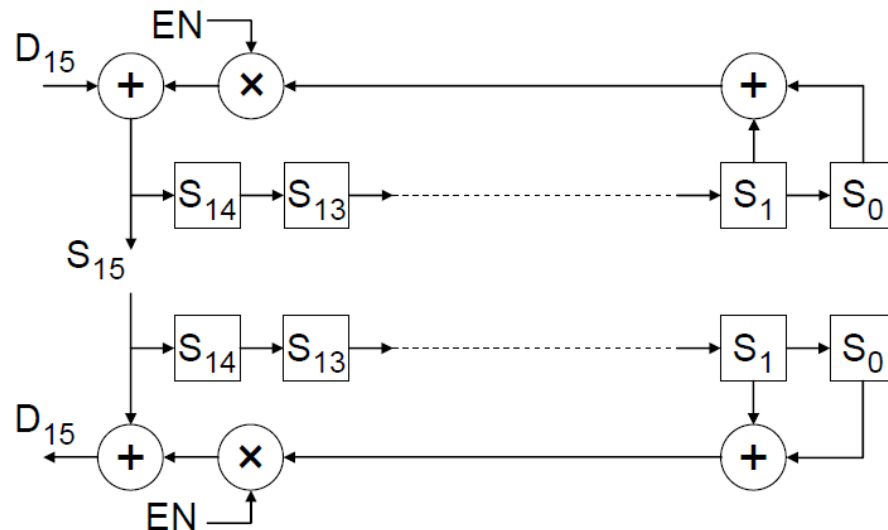 EN
D15
+ × +
S14 S13 S1 S0
S15
S14 S13 S1 S0
D15
+ × +
EN